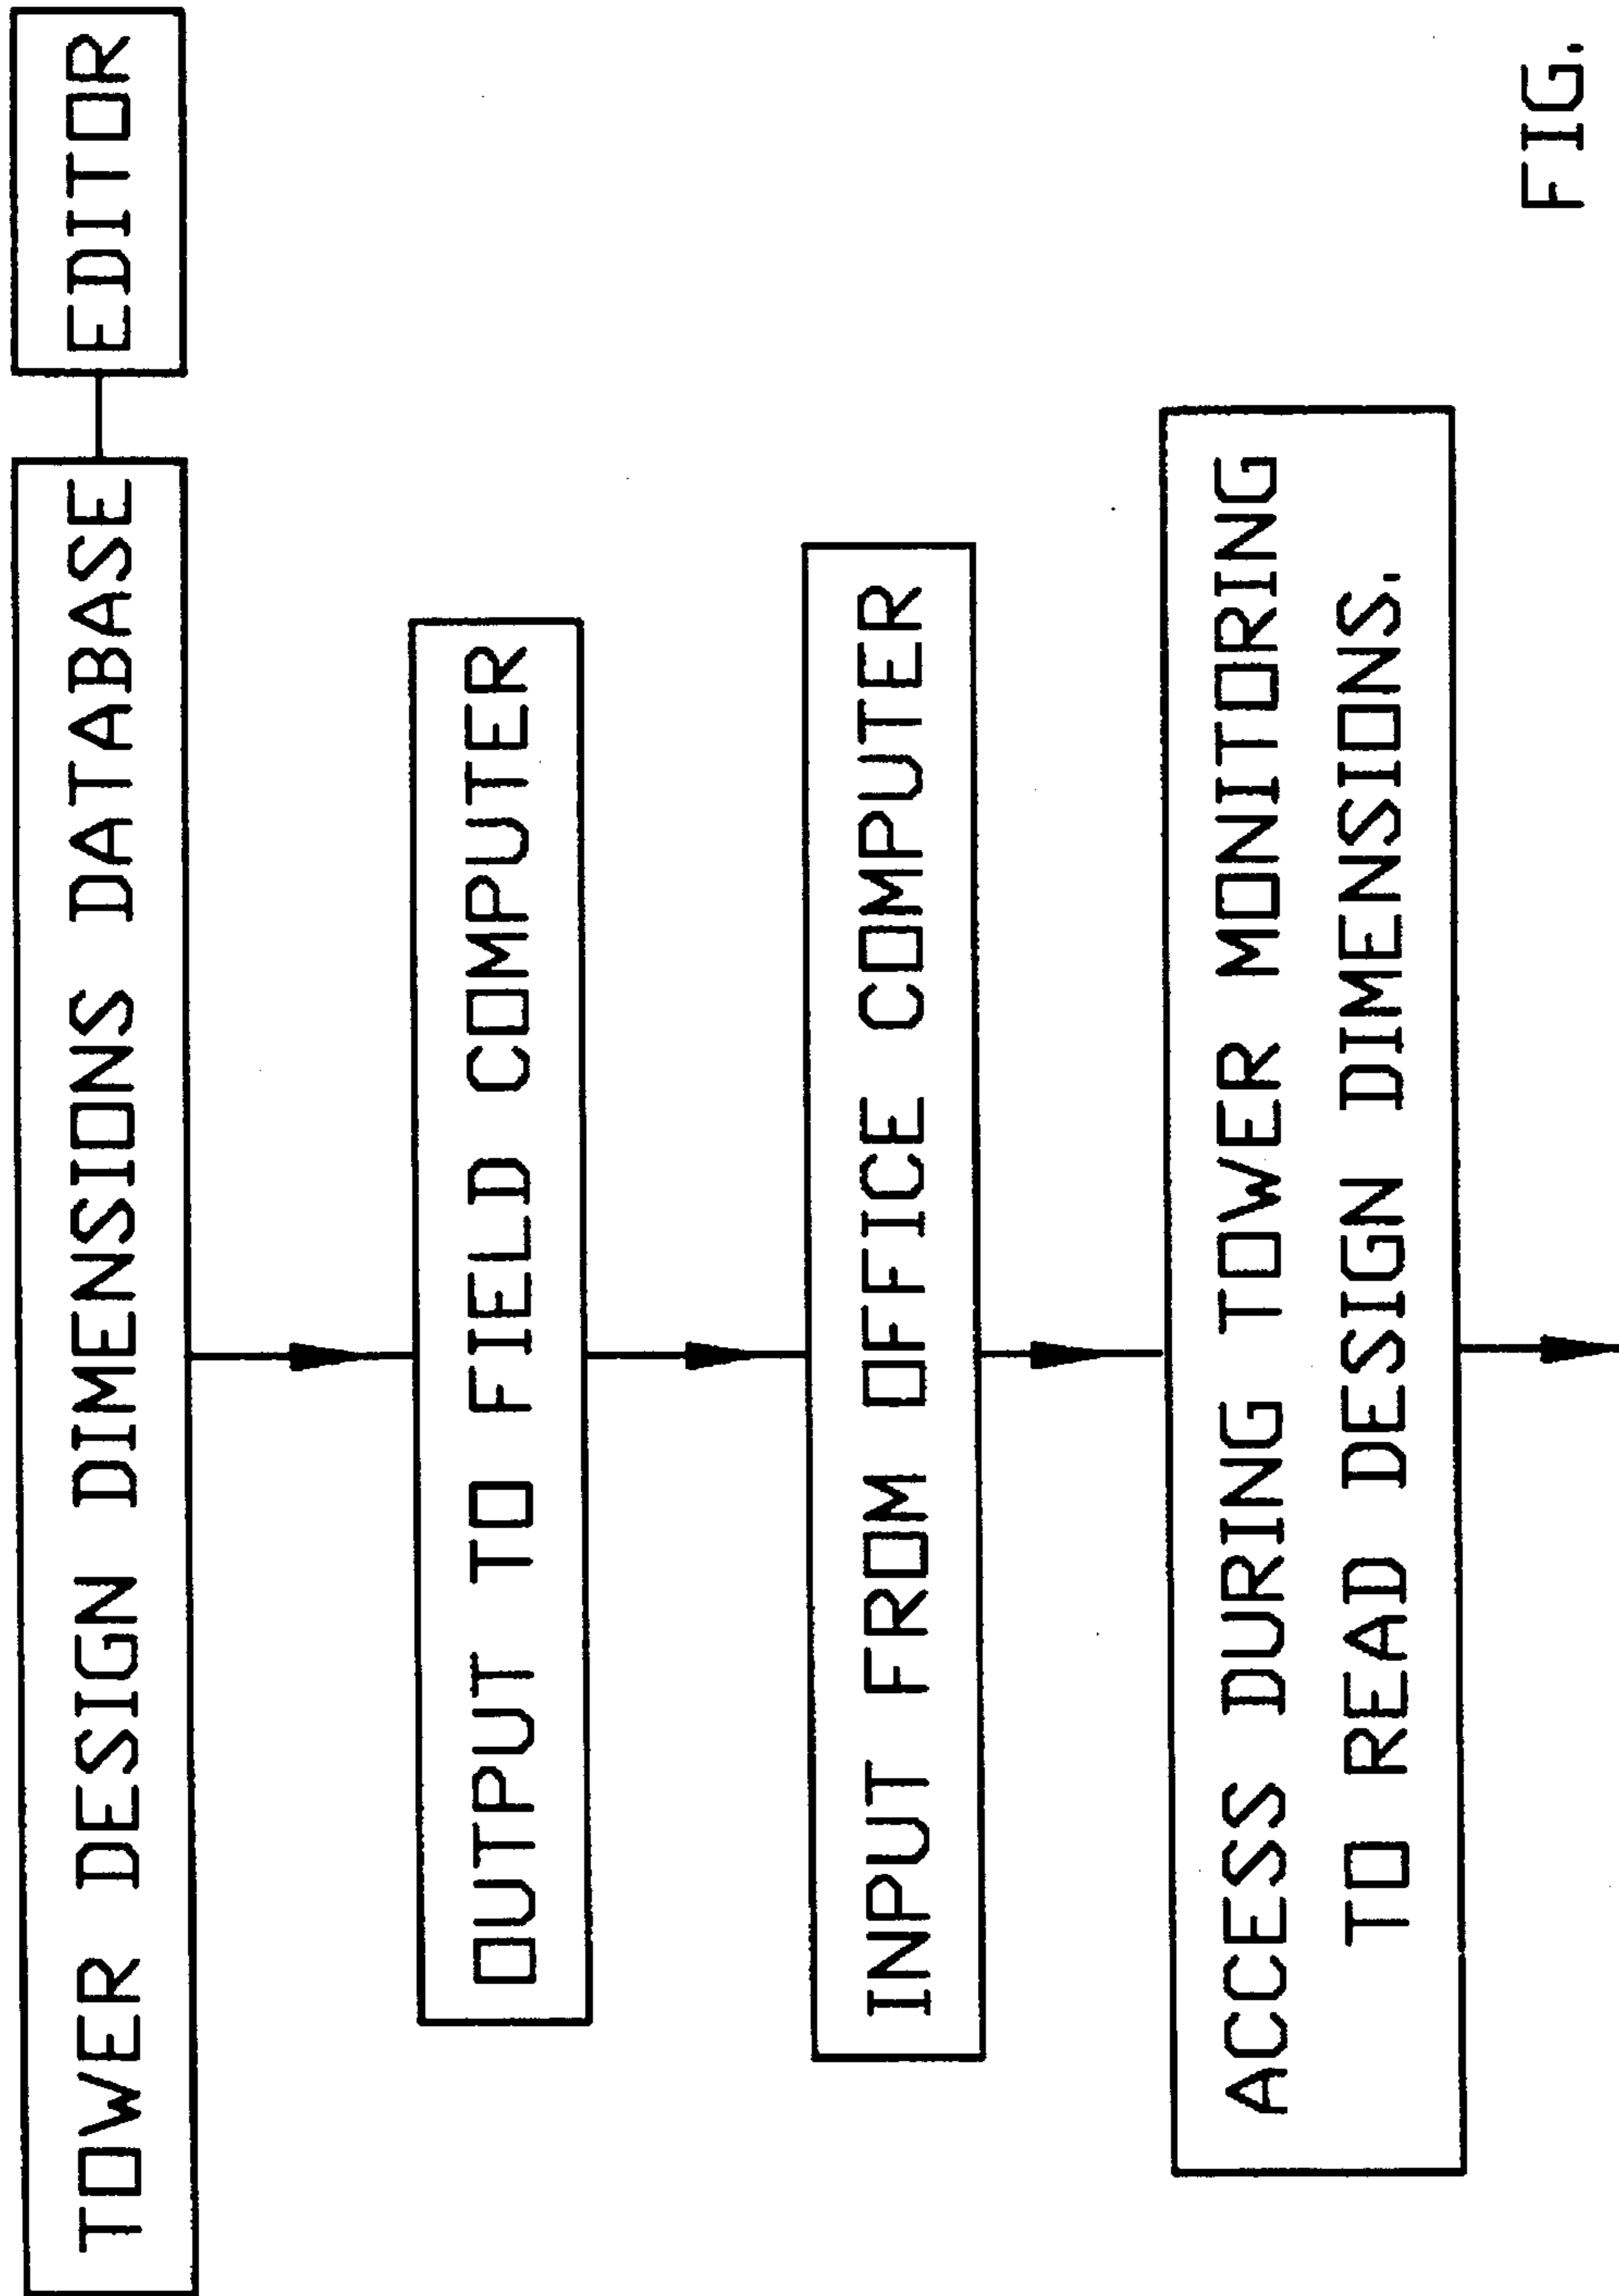 TOWER DESIGN DIMENSIONS DATABASE
EDITOR
OUTPUT TO FIELD COMPUTER
INPUT FROM OFFICE COMPUTER
ACCESS DURING TOWER MONITORING
TO READ DESIGN DIMENSIONS.
FIG.